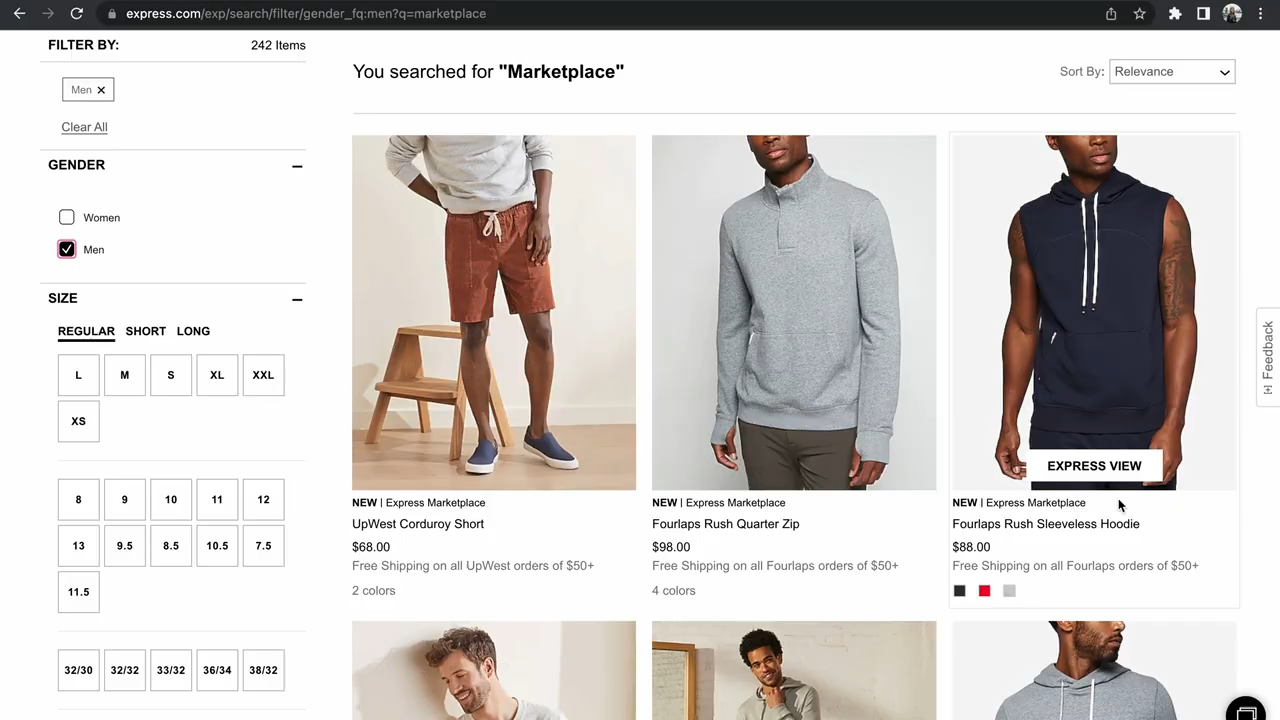 express.com/exp/search/filter/gender_fq:men?q=marketplace
FILTER BY:
242 Items
Men
Clear All
GENDER
Women
Men
SIZE
REGULAR SHORT LONG
L M S XL XXL
XS
8 9 10 11 12
13 9.5 8.5 10.5 7.5
11.5
32/30 32/32 33/32 36/34 38/32
You searched for "Marketplace"
Sort By: Relevance
NEW | Express Marketplace
UpWest Corduroy Short
$68.00
Free Shipping on all UpWest orders of $50+
2 colors
NEW | Express Marketplace
Fourlaps Rush Quarter Zip
$98.00
Free Shipping on all Fourlaps orders of $50+
4 colors
EXPRESS VIEW
NEW | Express Marketplace
Fourlaps Rush Sleeveless Hoodie
$88.00
Free Shipping on all Fourlaps orders of $50+
[+] Feedback